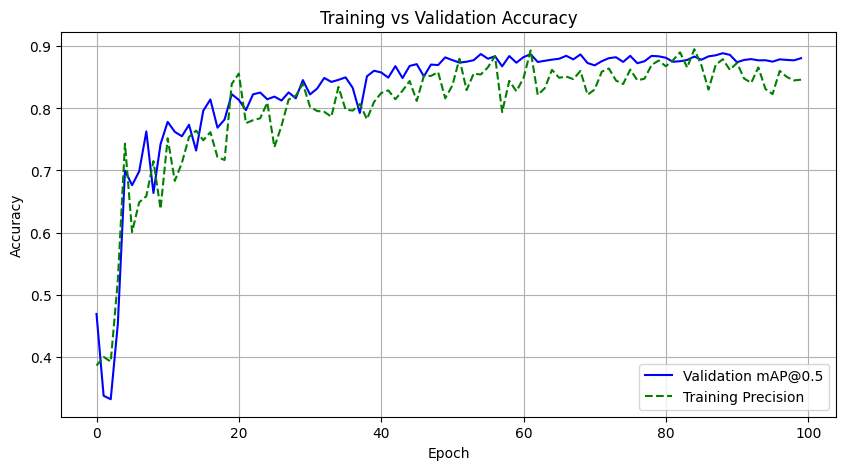 Training vs Validation Accuracy
Accuracy
0.9
0.8
0.7
0.6
0.5
0.4
0 20 40 60 80 100
Epoch
Validation mAP@0.5
Training Precision